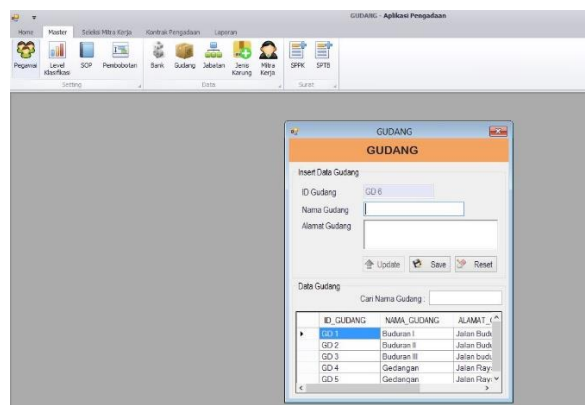 GUDANG - Aplikasi Pengadaan
Home Master Seleksi Mitra Kerja Kontrak Pengadaan Laporan
Pegawai Level Klasifikasi SOP Pembobotan Bank Gudang Jabatan Jenis Karung Mitra Kerja SPPK SPTB
Setting Data Surat
GUDANG
GUDANG
Insert Data Gudang
ID Gudang GD 6
Nama Gudang
Alamat Gudang
Update Save Reset
Data Gudang
Cari Nama Gudang :
ID_GUDANG NAMA_GUDANG ALAMAT_
GD 1 Buduran I Jalan Budu
GD 2 Buduran II Jalan Budu
GD 3 Buduran III Jalan budu
GD 4 Gedangan Jalan Ray
GD 5 Gedangan Jalan Ray